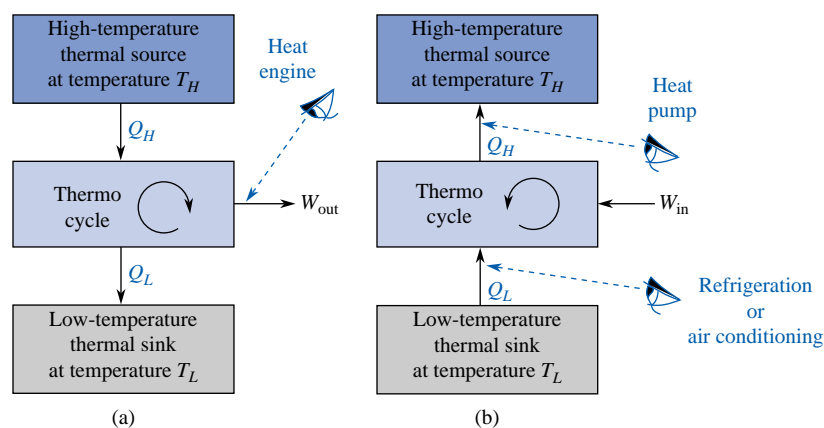 High-temperature
thermal source
at temperature T_H
Q_H
Heat
engine
Thermo
cycle
W_out
Q_L
Low-temperature
thermal sink
at temperature T_L
(a)
High-temperature
thermal source
at temperature T_H
Heat
pump
Q_H
Thermo
cycle
W_in
Q_L
Refrigeration
or
air conditioning
Low-temperature
thermal sink
at temperature T_L
(b)